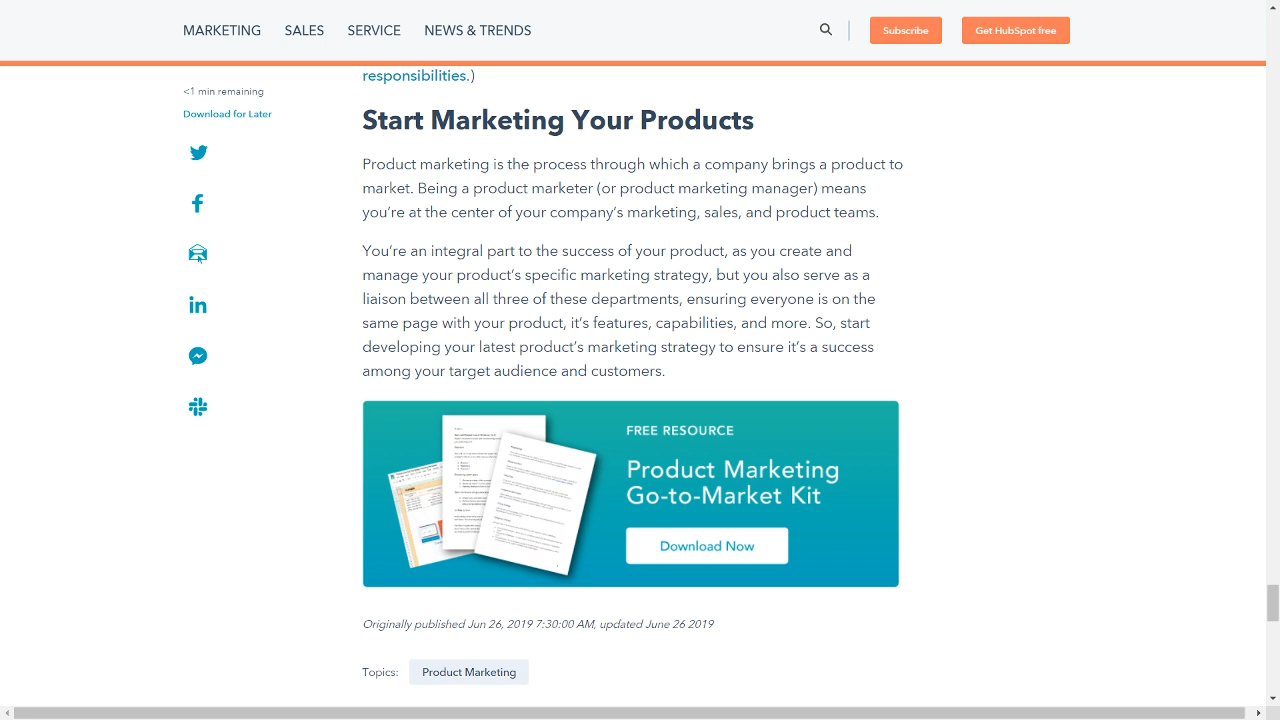 MARKETING SALES SERVICE NEWS & TRENDS
Subscribe
Get HubSpot free
<1 min remaining
Download for Later
responsibilities.)
Start Marketing Your Products
Product marketing is the process through which a company brings a product to
market. Being a product marketer (or product marketing manager) means
you’re at the center of your company’s marketing, sales, and product teams.
You’re an integral part to the success of your product, as you create and
manage your product’s specific marketing strategy, but you also serve as a
liaison between all three of these departments, ensuring everyone is on the
same page with your product, it’s features, capabilities, and more. So, start
developing your latest product’s marketing strategy to ensure it’s a success
among your target audience and customers.
FREE RESOURCE
Product Marketing
Go-to-Market Kit
Download Now
Originally published Jun 26, 2019 7:30:00 AM, updated June 26 2019
Topics: Product Marketing